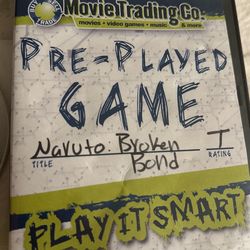 Movie Trading Co.
movies • video games • music & more
PRE-PLAYED
GAME
Naruto: Broken
Bond
T
TITLE
RATING
PLAY IT SMART